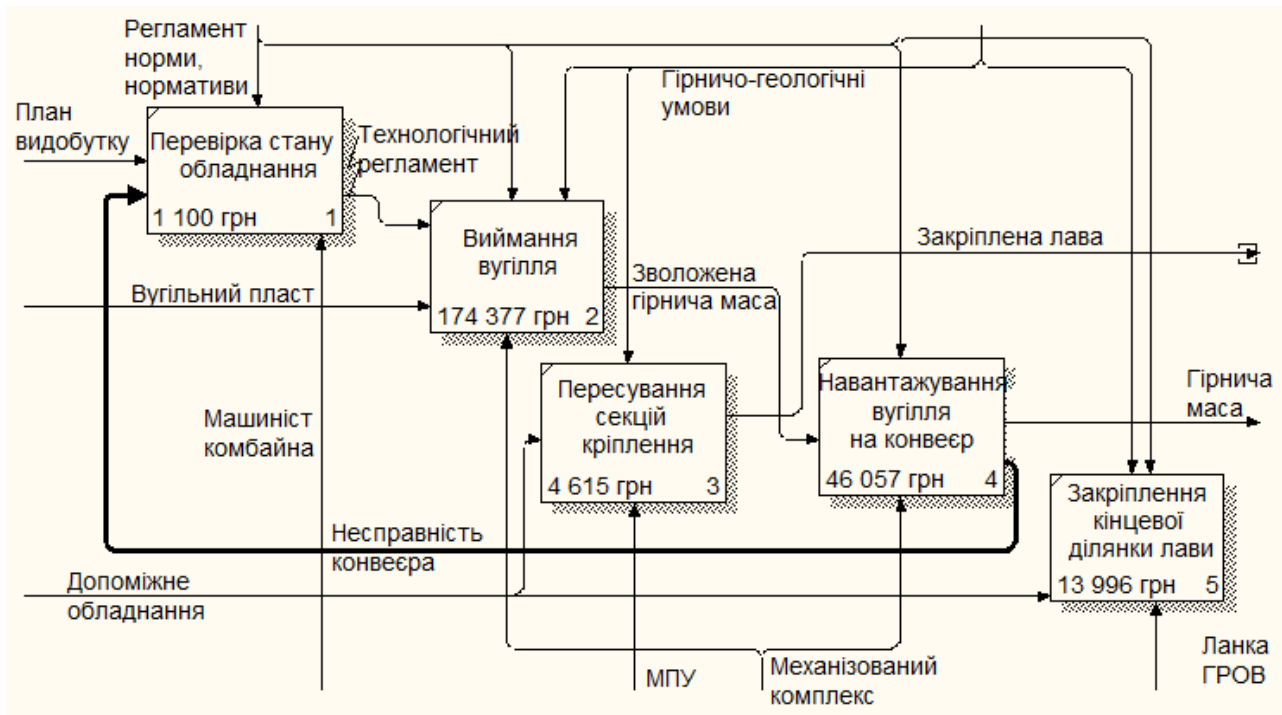 Регламент
норми,
нормативи
План
видобутку
Гірничо-геологічні
умови
Перевірка стану
обладнання
1 100 грн 1
Технологічний
регламент
Виймання
вугілля
174 377 грн 2
Закріплена лава
Вугільний пласт
Зволожена
гірнича маса
Пересування
секцій
кріплення
4 615 грн 3
Навантажування
вугілля
на конвеєр
46 057 грн 4
Гірнича
маса
Машиніст
комбайна
Закріплення
кінцевої
ділянки лави
13 996 грн 5
Несправність
конвеєра
Допоміжне
обладнання
МПУ
Механізований
комплекс
Ланка
ГРОВ